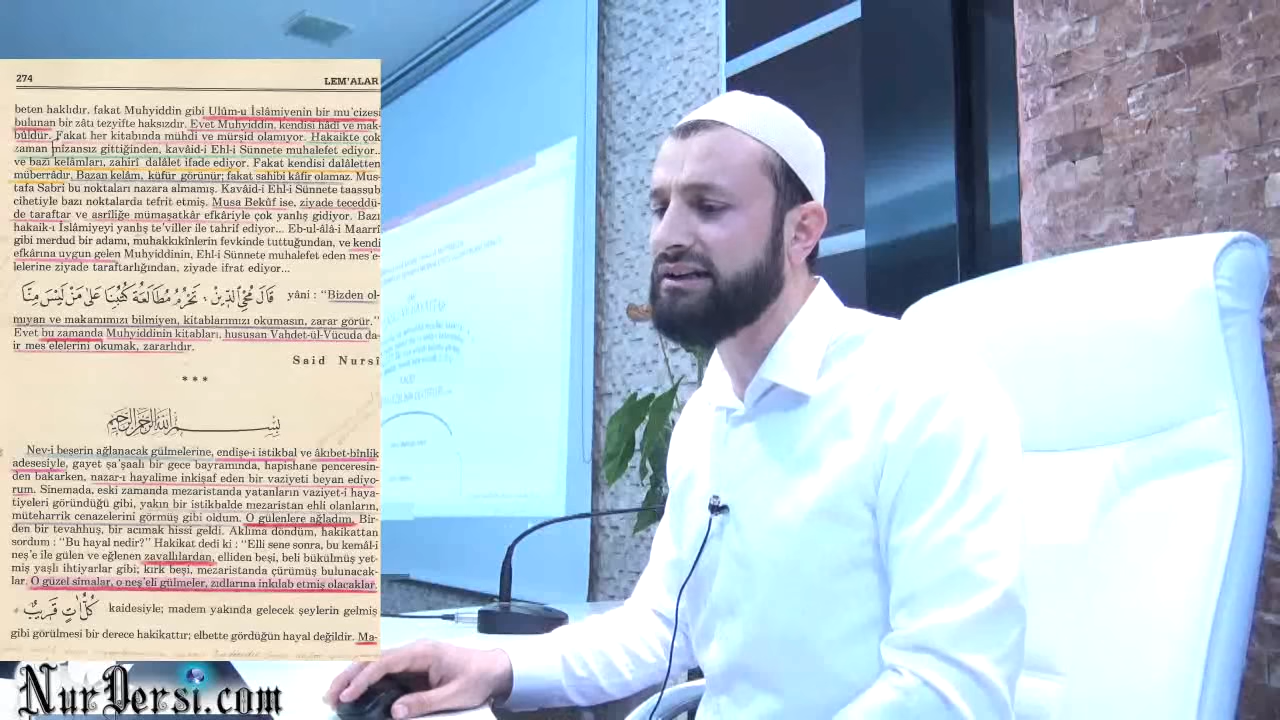 274
LEM'ALAR
beten haklıdır. fakat Muhyiddin gibi Ulûm-u İslâmiyenin bir mu'cizesi
bulunan bir zâtı tezyifte haksızdır. Evet Muhyiddin, kendisi hâdi ve mak-
bûldür. Fakat her kitabında mühdî ve mürşid olamıyor. Hakaikte çok
zaman mizansız gittiğinden, kavâid-i Ehl-i Sünnete muhalefet ediyor..
ve bazı kelâmları, zahirî dalâlet ifade ediyor. Fakat kendisi dalâletten
müberrâdır. Bazan kelâm, küfür görünür; fakat sahibi kâfir olamaz. Mus-
tafa Sabri bu noktaları nazara almamış. Kavâid-i Ehl-i Sünnete taassub
cihetiyle bazı noktalarda tefrit etmiş. Musa Bekûf ise, ziyade teceddü-
de taraftar ve asrîliğe mümaşatkâr efkâriyle çok yanlış gidiyor. Bazı
hakaik-ı İslâmiyeyi yanlış te'viller ile tahrif ediyor... Eb-ul-âlâ-i Maarrî
gibi merdud bir adamı, muhakkıkînlerin fevkinde tuttuğundan, ve kendi
efkârına uygun gelen Muhyiddinin, Ehl-i Sünnete muhalefet eden mes'e-
lelerine ziyade taraftarlığından, ziyade ifrat ediyor...
قَالَ مُحْيِ الدِّينِ: تَحْرُمُ مُطَالَعَةُ كُتُبِنَا عَلٰى مَنْ لَيْسَ مِنَّا yâni : "Bizden ol-
mıyan ve makamımızı bilmiyen, kitablarımızı okumasın, zarar görür."
Evet bu zamanda Muhyiddinin kitabları, hususan Vahdet-ül-Vücuda da-
ir mes'elelerini okumak, zararlıdır.
Said Nursî
* * *
بِسْمِ اللّٰهِ الرَّحْمٰنِ الرَّحِيمِ
Nev-i beşerin ağlanacak gülmelerine, endişe-i istikbal ve âkıbet-bînlik
adesesiyle, gayet şa'şaalı bir gece bayramında, hapishane penceresin-
den bakarken, nazar-ı hayalime inkişaf eden bir vaziyeti beyan ediyo-
rum. Sinemada, eski zamanda mezaristanda yatanların vaziyet-i haya-
tiyeleri göründüğü gibi, yakın bir istikbalde mezaristan ehli olanların,
müteharrik cenazelerini görmüş gibi oldum. O gülenlere ağladım. Bir-
den bir tevahhuş, bir acımak hissi geldi. Aklıma döndüm, hakikattan
sordum : "Bu hayal nedir?" Hakikat dedi ki : "Elli sene sonra, bu kemâl-i
neş'e ile gülen ve eğlenen zavallılardan, elliden beşi, beli bükülmüş yet-
miş yaşlı ihtiyarlar gibi; kırk beşi, mezaristanda çürümüş bulunacak-
lar. O güzel simalar, o neş'eli gülmeler, zıdlarına inkılab etmiş olacaklar.
كُلُّ اٰتٍ قَرِيبٌ kaidesiyle; madem yakında gelecek şeylerin gelmiş
gibi görülmesi bir derece hakikattır; elbette gördüğün hayal değildir. Ma-
NurDersi.com